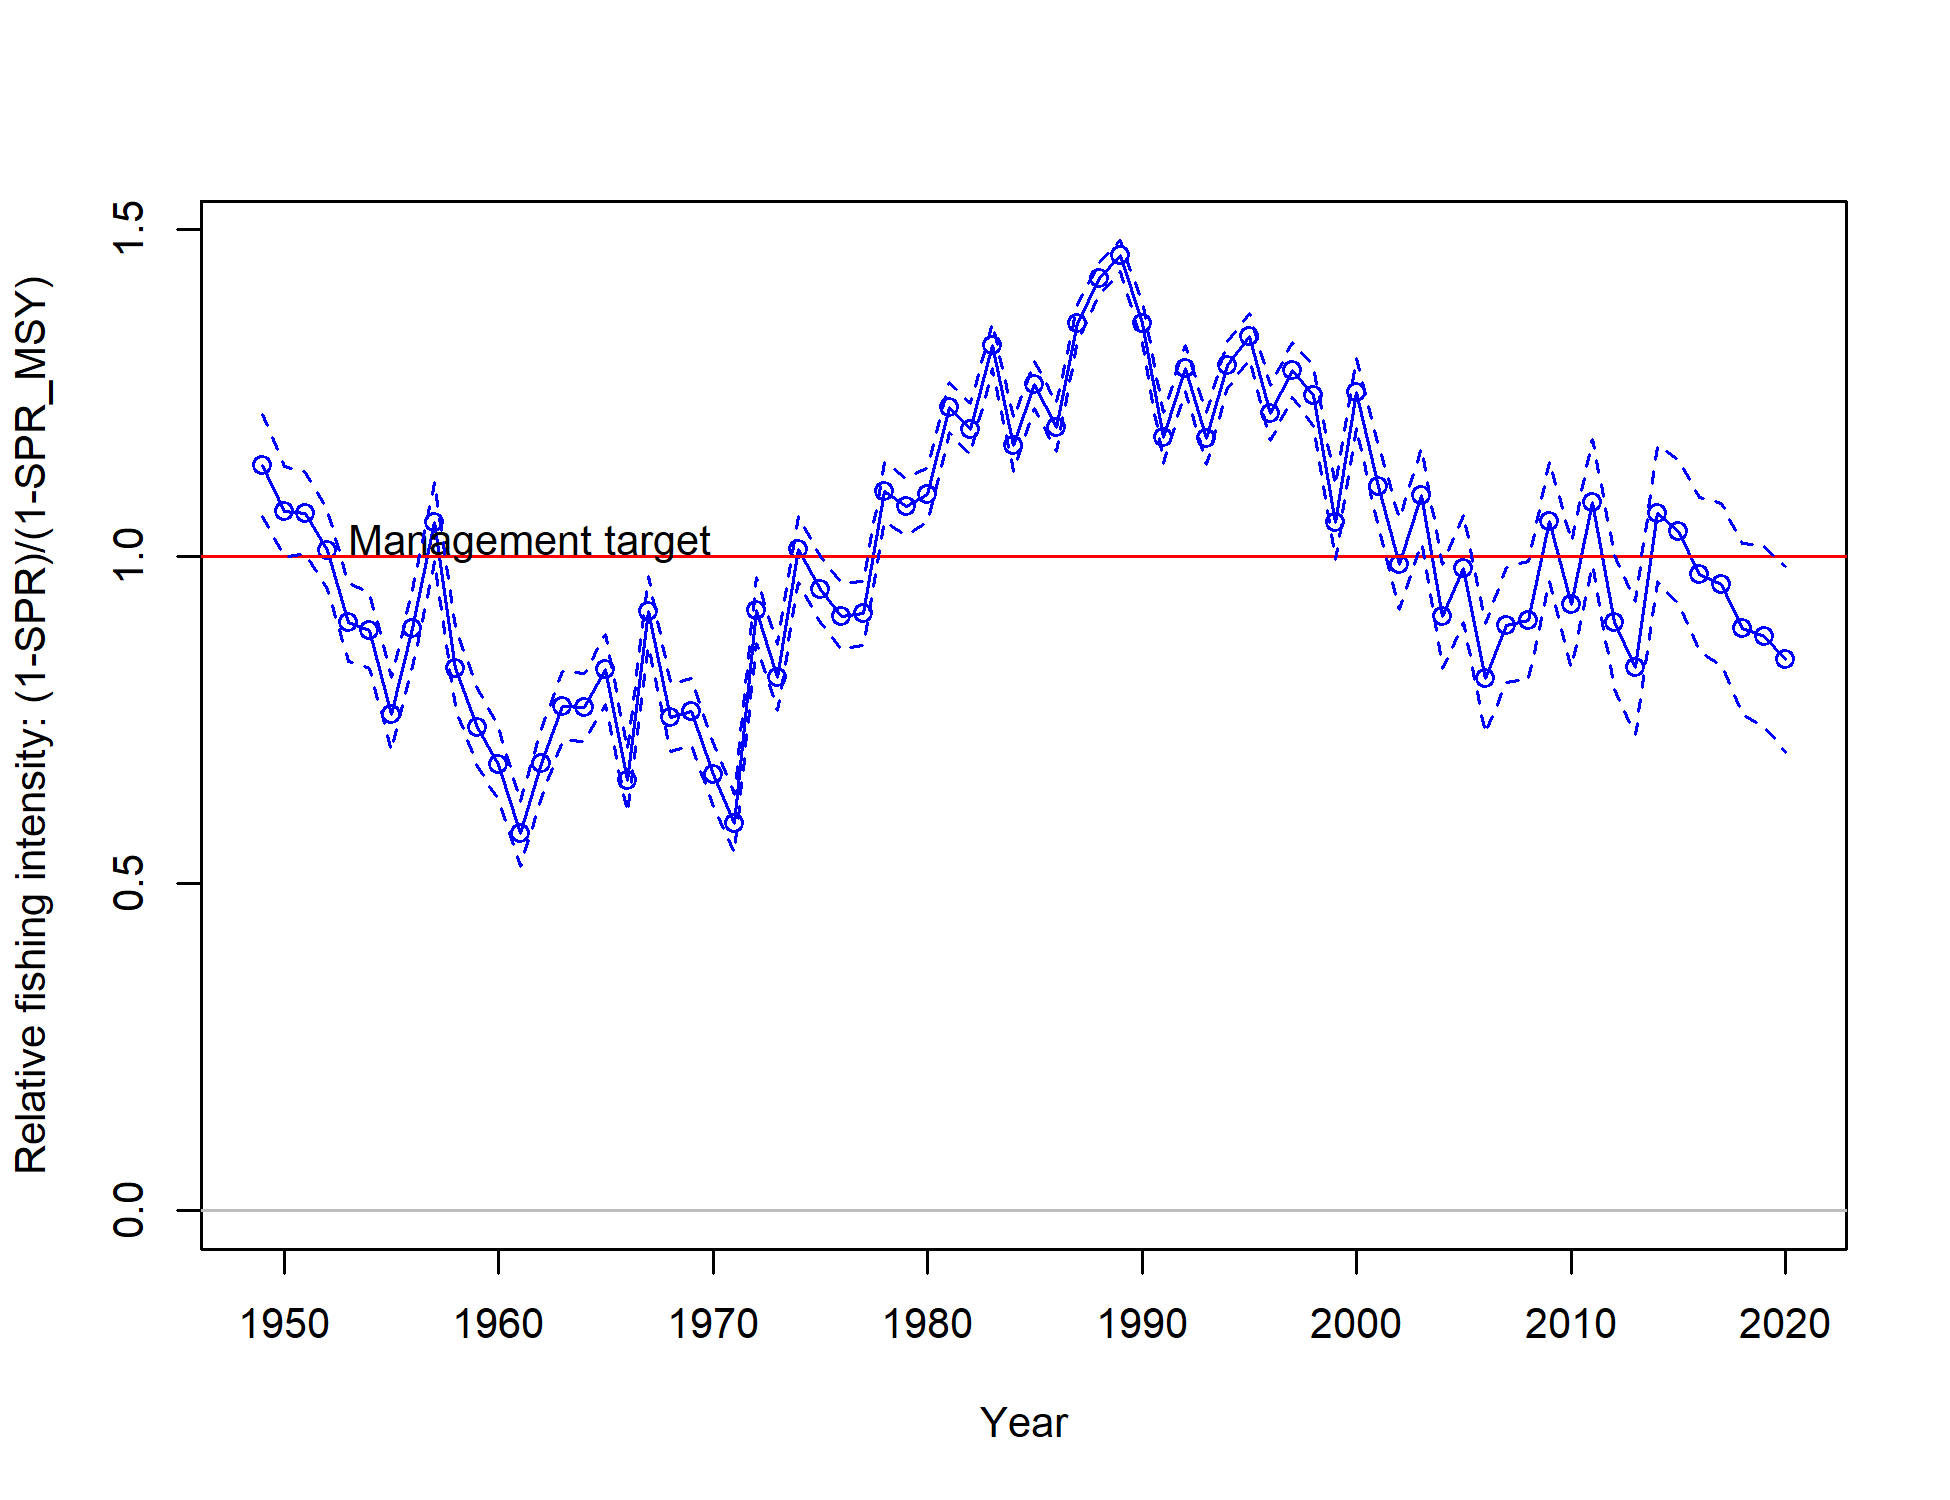 Relative fishing intensity: (1-SPR)/(1-SPR_MSY)
1.5
1.0
0.5
0.0
Management target
1950 1960 1970 1980 1990 2000 2010 2020
Year